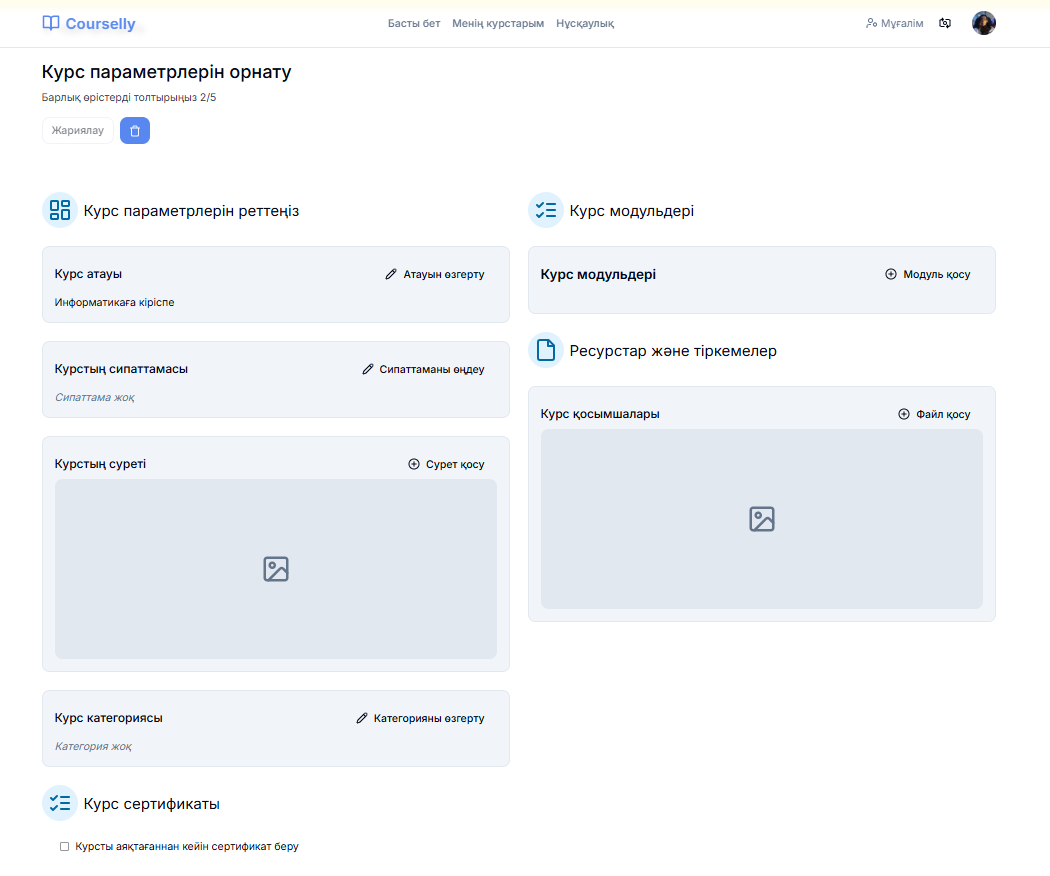 Courselly
Басты бет Менің курстарым Нұсқаулық
Мұғалім
Курс параметрлерін орнату
Барлық өрістерді толтырыңыз 2/5
Жариялау
Курс параметрлерін реттеңіз
Курс атауы
Атауын өзгерту
Информатикаға кіріспе
Курстың сипаттамасы
Сипаттаманы өңдеу
Сипаттама жоқ
Курстың суреті
Сурет қосу
Курс категориясы
Категорияны өзгерту
Категория жоқ
Курс сертификаты
Курсты аяқтағаннан кейін сертификат беру
Курс модульдері
Курс модульдері
Модуль қосу
Ресурстар және тіркемелер
Курс қосымшалары
Файл қосу